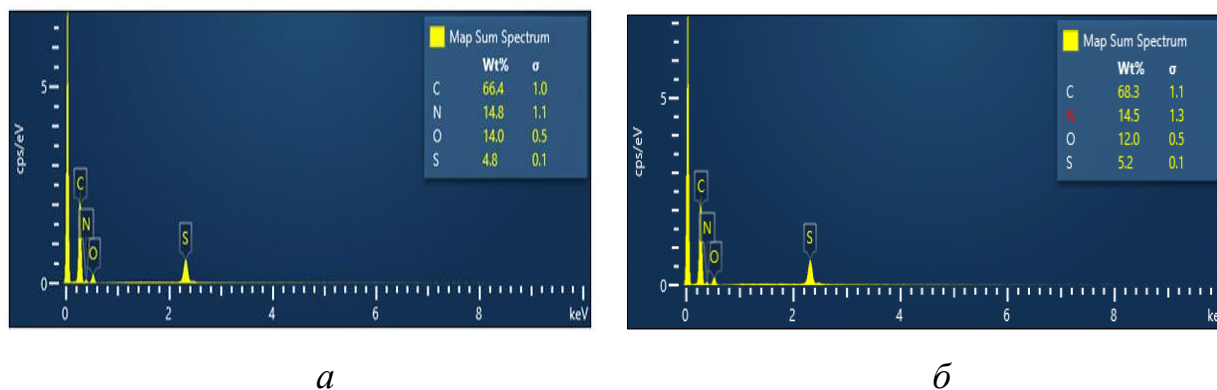 Map Sum Spectrum
Wt% σ
C 66.4 1.0
N 14.8 1.1
O 14.0 0.5
S 4.8 0.1
cps/eV
5
0
C
N
O
S
0 2 4 6 8 keV
а
Map Sum Spectrum
Wt% σ
C 68.3 1.1
N 14.5 1.3
O 12.0 0.5
S 5.2 0.1
cps/eV
5
0
C
N
O
S
0 2 4 6 8 ke
б